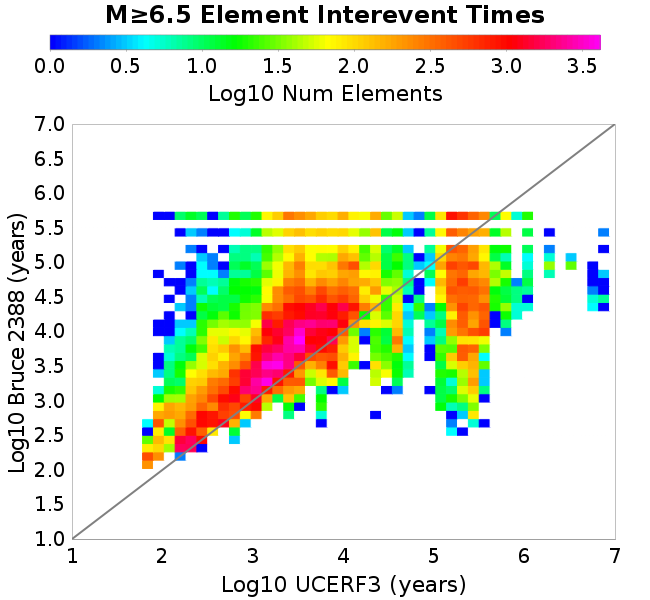 M≥6.5 Element Interevent Times
0.0 0.5 1.0 1.5 2.0 2.5 3.0 3.5
Log10 Num Elements
Log10 Bruce 2388 (years)
7.0
6.5
6.0
5.5
5.0
4.5
4.0
3.5
3.0
2.5
2.0
1.5
1.0
1 2 3 4 5 6 7
Log10 UCERF3 (years)